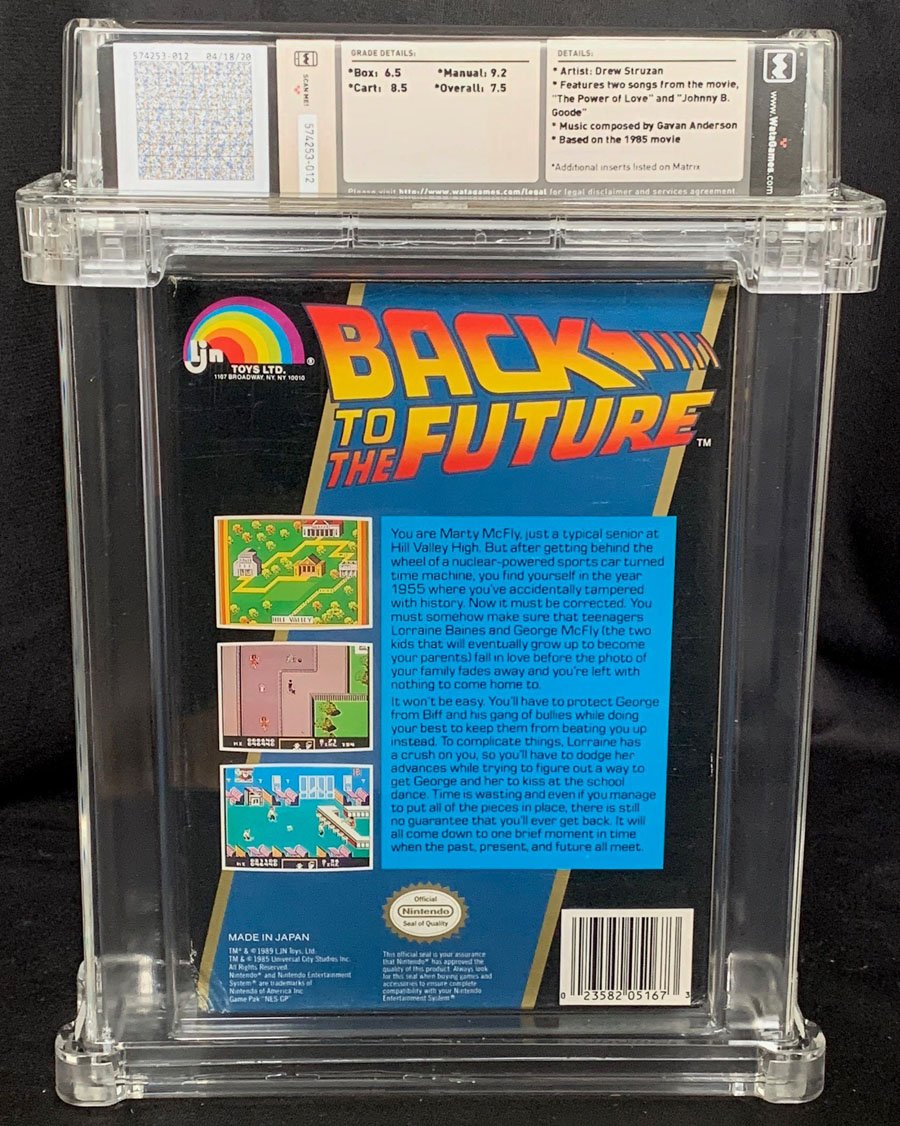 574253-012 04/18/20
SCAN ME!
574253-012
GRADE DETAILS:
*Box: 6.5 *Manual: 9.2
*Cart: 8.5 *Overall: 7.5
DETAILS:
* Artist: Drew Struzan
* Features two songs from the movie,
"The Power of Love" and "Johnny B.
Goode"
* Music composed by Gavan Anderson
* Based on the 1985 movie
*Additional inserts listed on Matrix
www.WataGames.com
Please visit http://www.watagames.com/legal for legal disclaimer and services agreement.
LJN
TOYS LTD. ®
1107 BROADWAY, NY, NY 10010
BACK
TO
THE FUTURE™
HILL VALLEY
You are Marty McFly, just a typical senior at
Hill Valley High. But after getting behind the
wheel of a nuclear-powered sports car turned
time machine, you find yourself in the year
1955 where you've accidentally tampered
with history. Now it must be corrected. You
must somehow make sure that teenagers
Lorraine Baines and George McFly (the two
kids that will eventually grow up to become
your parents) fall in love before the photo of
your family fades away and you're left with
nothing to come home to.
It won't be easy. You'll have to protect George
from Biff and his gang of bullies while doing
your best to keep them from beating you up
instead. To complicate things, Lorraine has
a crush on you, so you'll have to dodge her
advances while trying to figure out a way to
get George and her to kiss at the school
dance. Time is wasting and even if you manage
to put all of the pieces in place, there is still
no guarantee that you'll ever get back. It will
all come down to one brief moment in time
when the past, present, and future all meet.
MADE IN JAPAN
TM® & © 1989 LJN Toys, Ltd.
TM & © 1985 Universal City Studios Inc.
All Rights Reserved.
Nintendo® and Nintendo Entertainment
System® are trademarks of
Nintendo of America Inc.
Game Pak "NES-GP"
Official
Nintendo
Seal of Quality
This official seal is your assurance
that Nintendo® has approved the
quality of this product. Always look
for this seal when buying games and
accessories to ensure complete
compatibility with your Nintendo
Entertainment System®
0 23582 05167 3